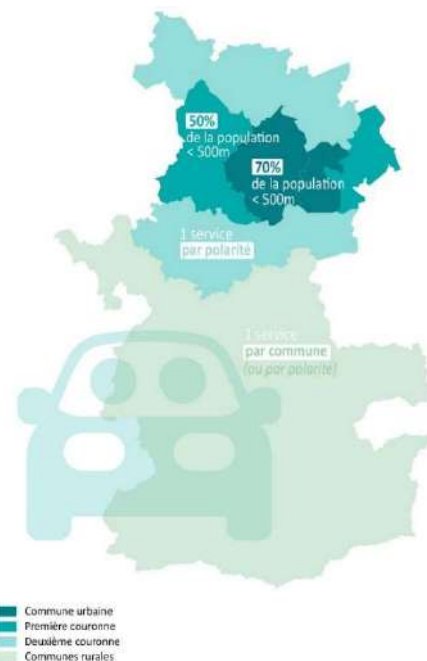 50%
de la population
< 500m
70%
de la population
< 500m
1 service
par polarité
1 service
par commune
(ou par polarité)
Commune urbaine
Première couronne
Deuxième couronne
Communes rurales